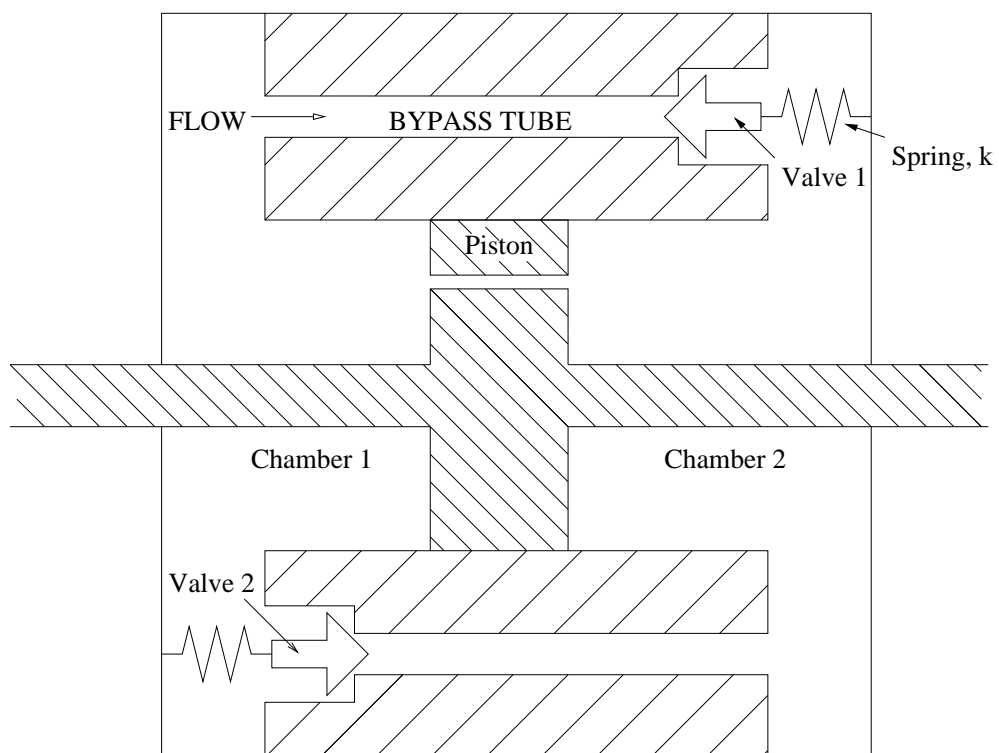 FLOW
BYPASS TUBE
Valve 1
Spring, k
Piston
Chamber 1
Chamber 2
Valve 2